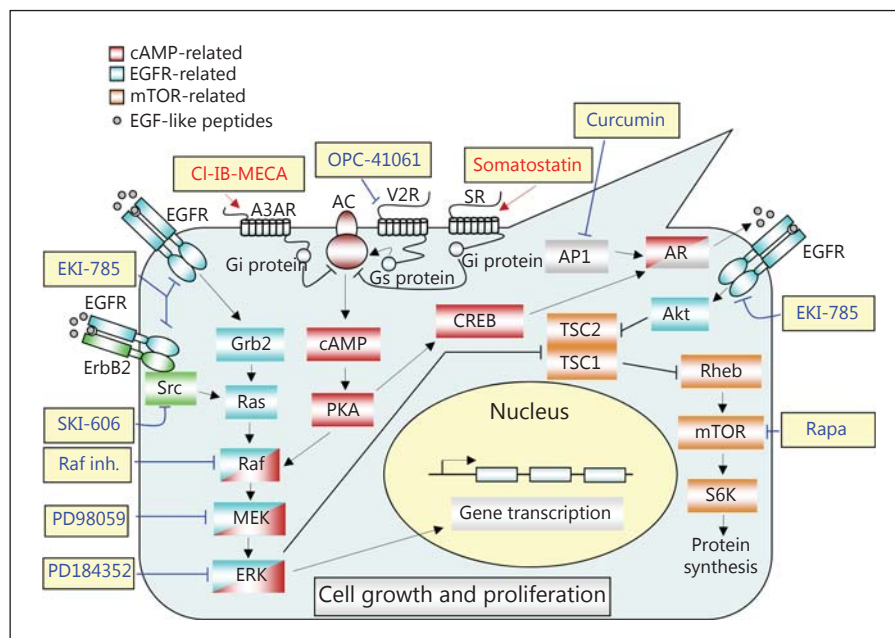 cAMP-related
EGFR-related
mTOR-related
EGF-like peptides
Curcumin
OPC-41061
Cl-IB-MECA
Somatostatin
V2R
SR
AC
A3AR
EGFR
Gi protein
Gs protein
Gi protein
AP1
AR
EGFR
EKI-785
EGFR
ErbB2
Src
Grb2
cAMP
CREB
TSC2
TSC1
Akt
EKI-785
Rheb
Ras
PKA
Nucleus
mTOR
Rapa
SKI-606
Raf inh.
Raf
S6K
PD98059
MEK
Gene transcription
Protein
synthesis
PD184352
ERK
Cell growth and proliferation